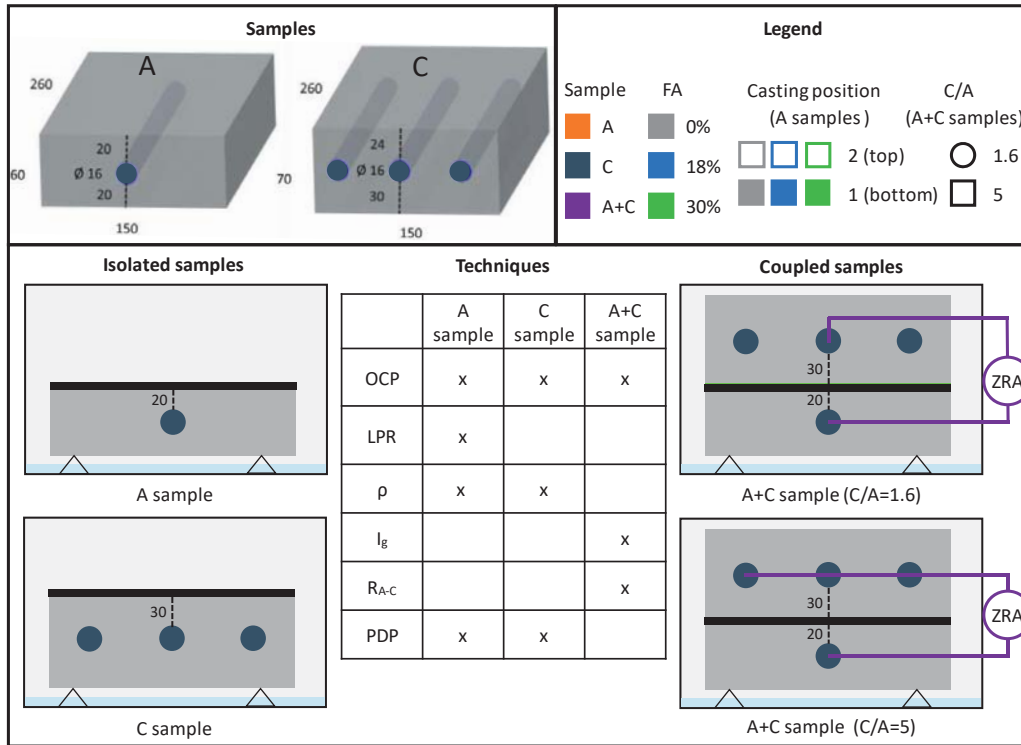 Samples
A
260
20
Ø 16
20
60
150
C
260
24
Ø 16
30
70
150
Legend
Sample
A
C
A+C
FA
0%
18%
30%
Casting position
(A samples )
2 (top)
1 (bottom)
C/A
(A+C samples)
1.6
5
Isolated samples
20
A sample
30
C sample
Techniques
A sample C sample A+C sample
OCP x x x
LPR x
ρ x x
Ig x
RA-C x
PDP x x
Coupled samples
30
20
ZRA
A+C sample (C/A=1.6)
30
20
ZRA
A+C sample (C/A=5)